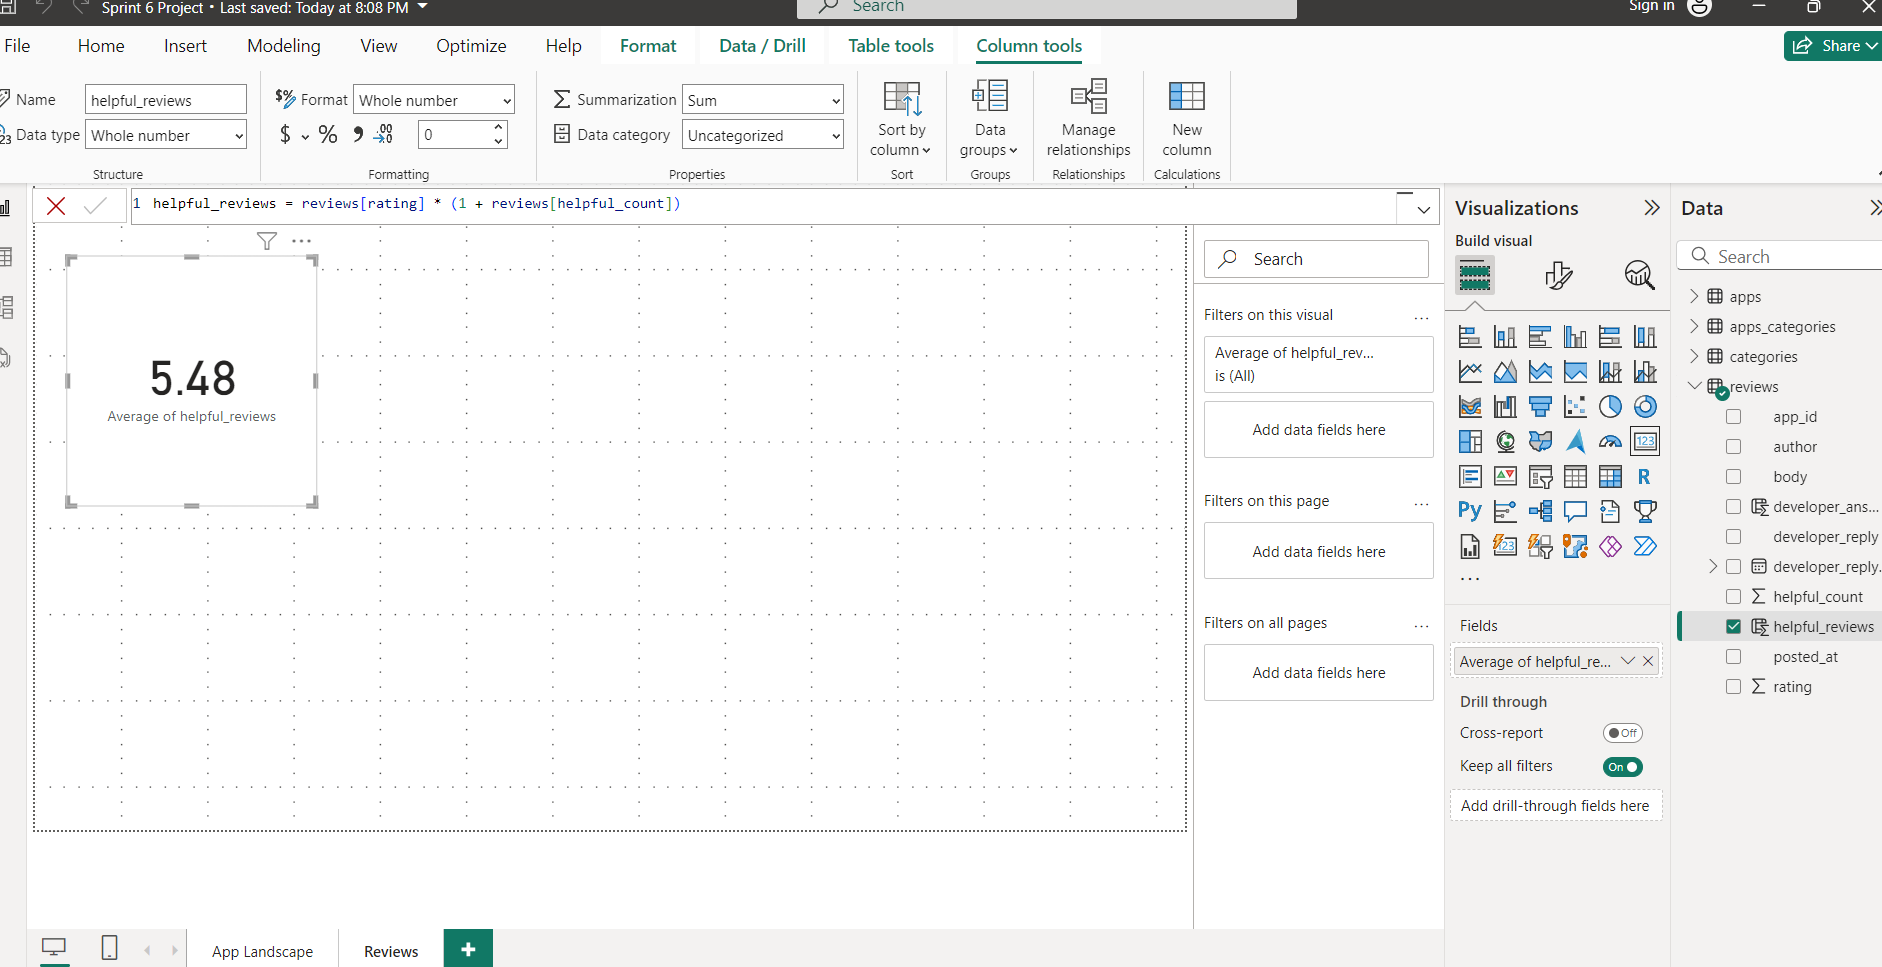 Sprint 6 Project • Last saved: Today at 8:08 PM
Search
Sign in
File Home Insert Modeling View Optimize Help Format Data / Drill Table tools Column tools
Share
Name helpful_reviews
Data type Whole number
Structure
Format Whole number
$ % 9 .00 0
Formatting
Summarization Sum
Data category Uncategorized
Properties
Sort by
column
Sort
Data
groups
Groups
Manage
relationships
Relationships
New
column
Calculations
1 helpful_reviews = reviews[rating] * (1 + reviews[helpful_count])
5.48
Average of helpful_reviews
Search
Filters on this visual ...
Average of helpful_rev...
is (All)
Add data fields here
Filters on this page ...
Add data fields here
Filters on all pages ...
Add data fields here
Visualizations
Build visual
123
R
Py
123
...
Fields
Average of helpful_re...
Drill through
Cross-report Off
Keep all filters On
Add drill-through fields here
Data
Search
apps
apps_categories
categories
reviews
app_id
author
body
developer_ans...
developer_reply
developer_reply.
helpful_count
helpful_reviews
posted_at
rating
App Landscape Reviews +